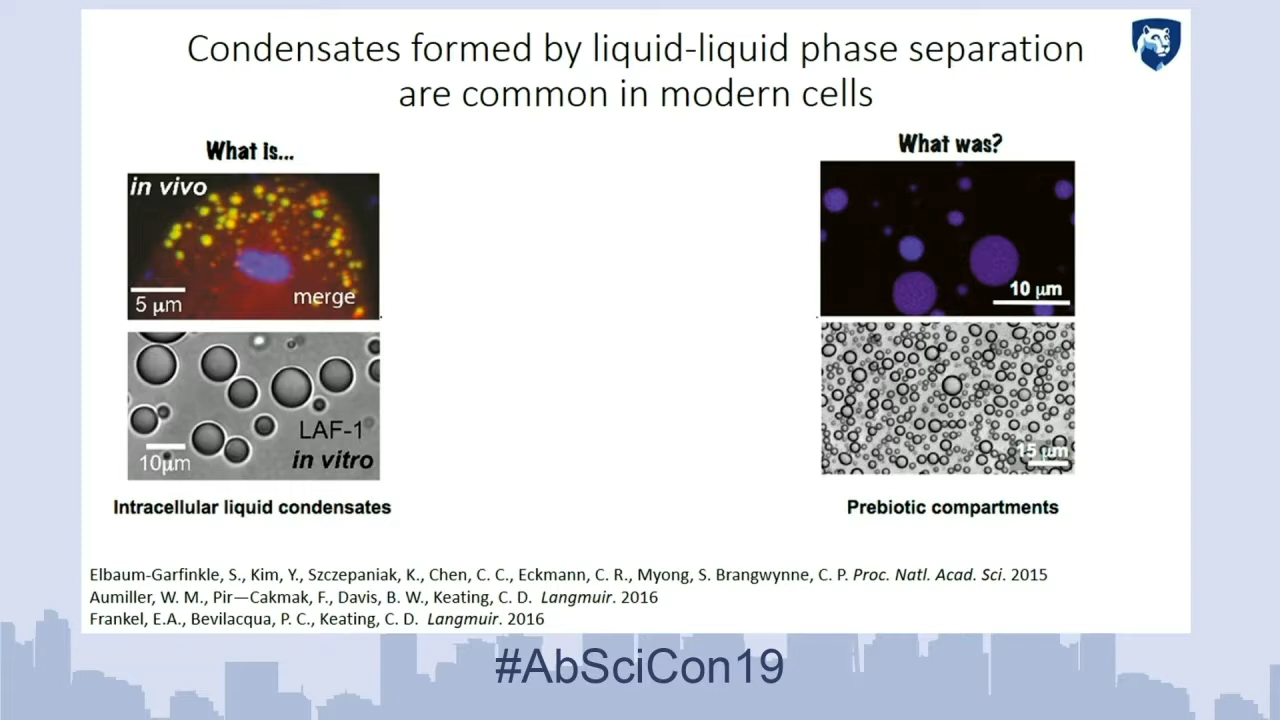 Condensates formed by liquid-liquid phase separation
are common in modern cells
What is...
in vivo
5 μm
merge
LAF-1
10μm
in vitro
Intracellular liquid condensates
What was?
10 μm
15 μm
Prebiotic compartments
Elbaum-Garfinkle, S., Kim, Y., Szczepaniak, K., Chen, C. C., Eckmann, C. R., Myong, S. Brangwynne, C. P. Proc. Natl. Acad. Sci. 2015
Aumiller, W. M., Pir—Cakmak, F., Davis, B. W., Keating, C. D. Langmuir. 2016
Frankel, E.A., Bevilacqua, P. C., Keating, C. D. Langmuir. 2016
#AbSciCon19